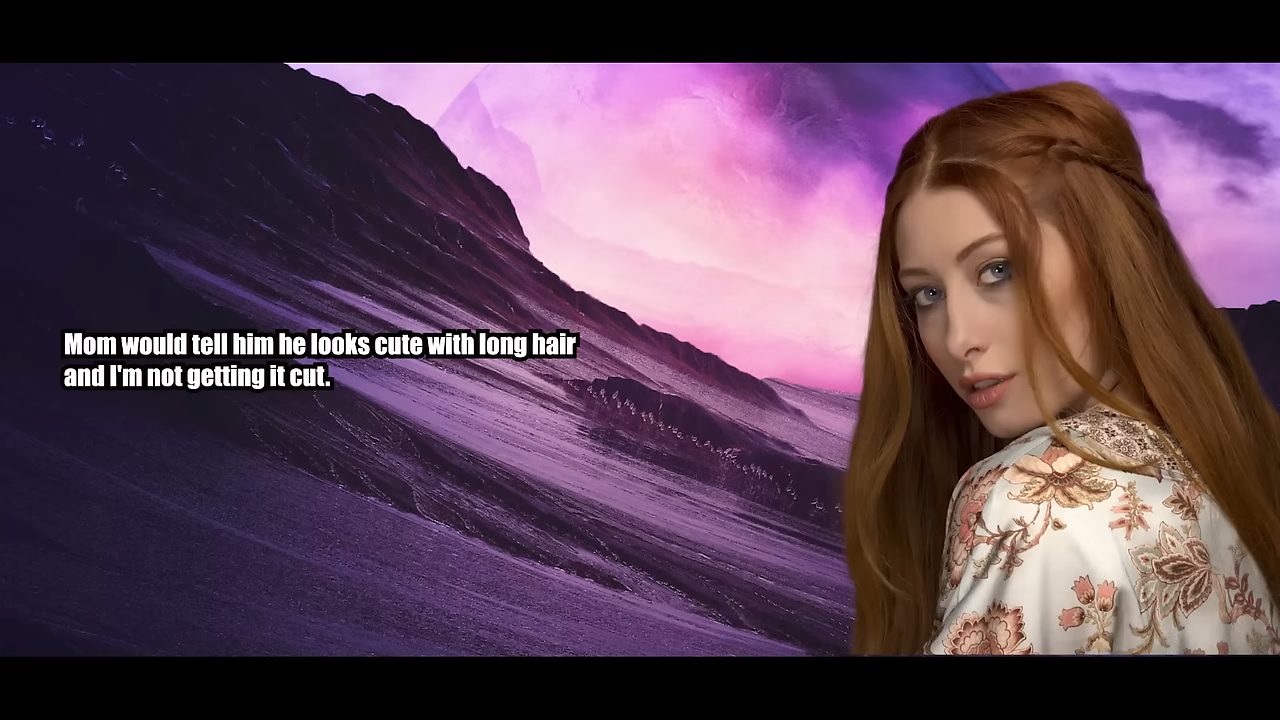 Mom would tell him he looks cute with long hair
and I'm not getting it cut.